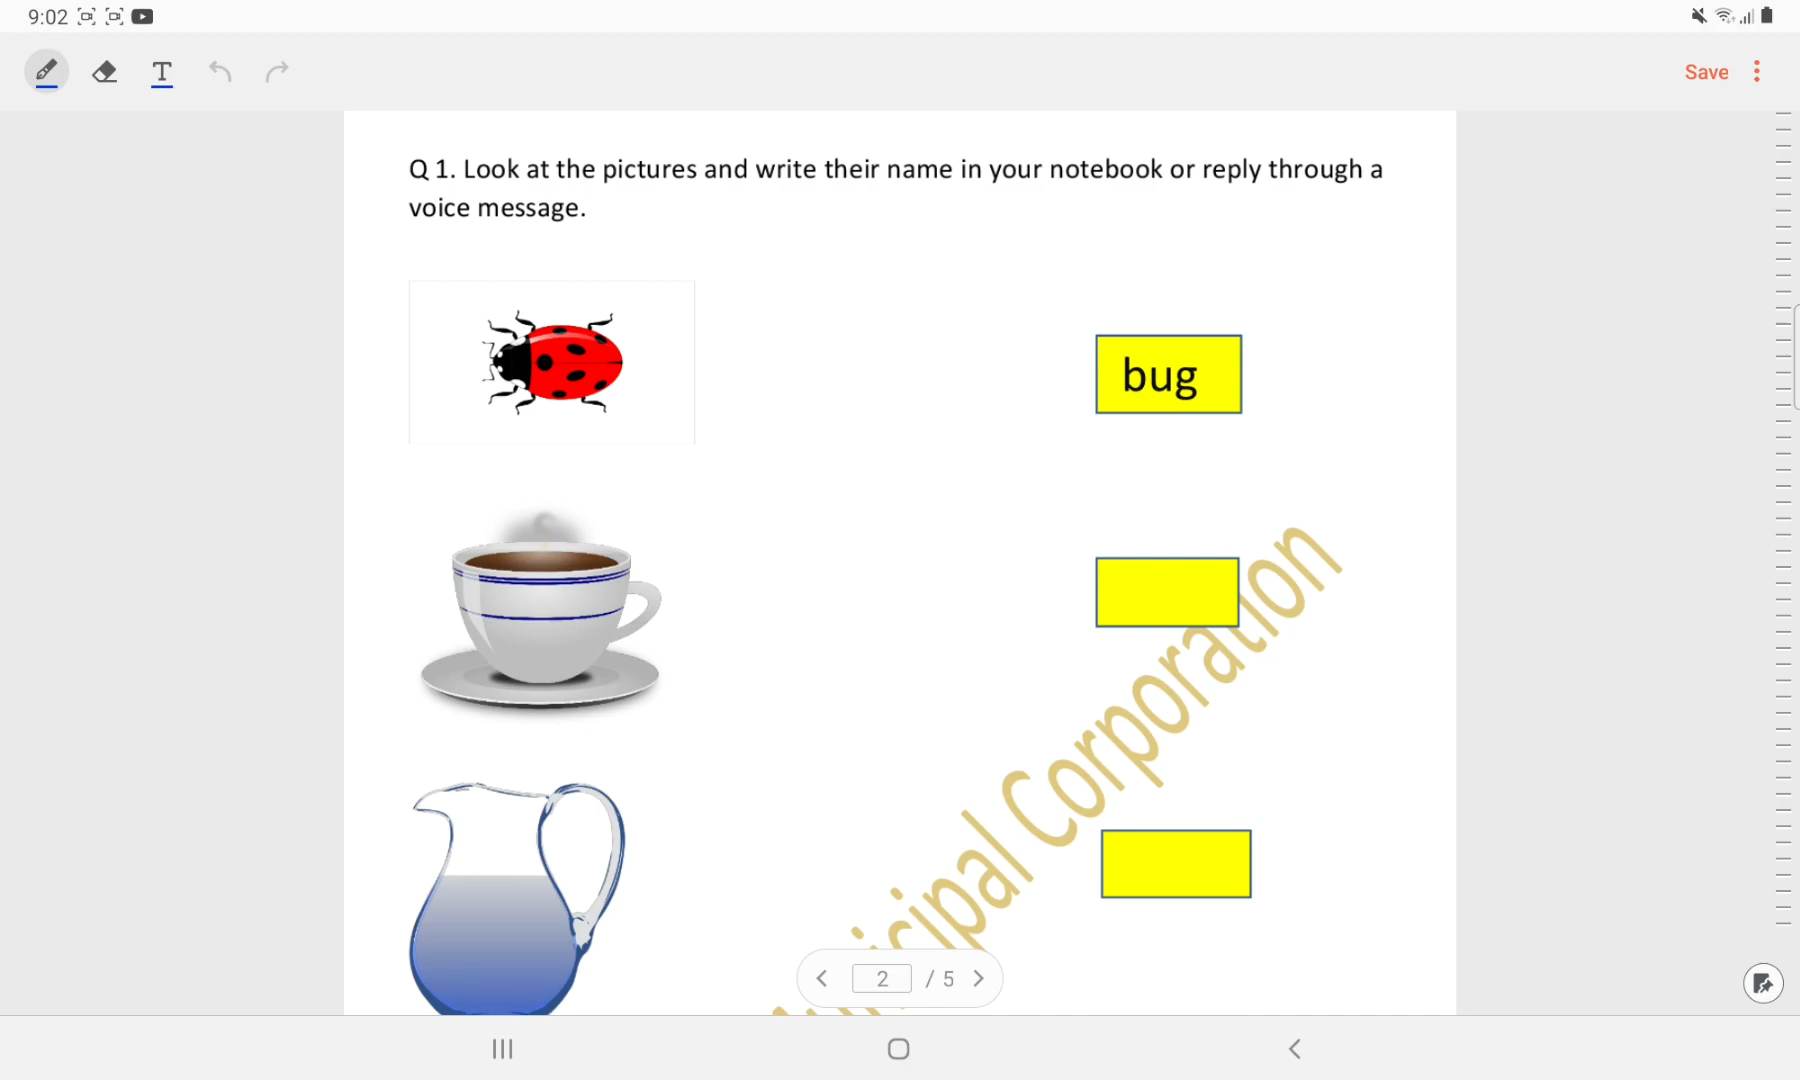 9:02
Save
Q 1. Look at the pictures and write their name in your notebook or reply through a
voice message.
bug
Corporation
2 / 5